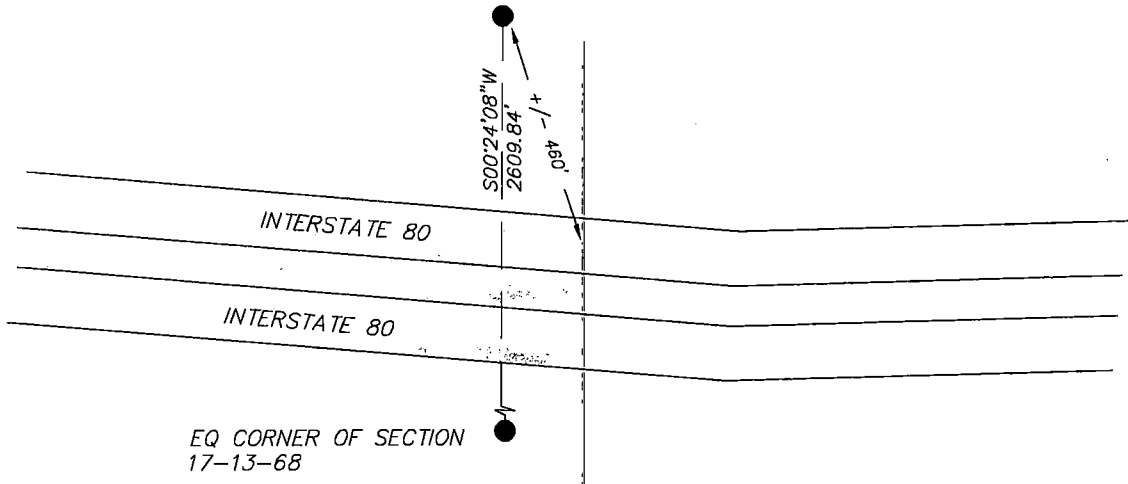 S00°24'08"W
2609.84'
+/- 460'
INTERSTATE 80
INTERSTATE 80
EQ CORNER OF SECTION
17-13-68